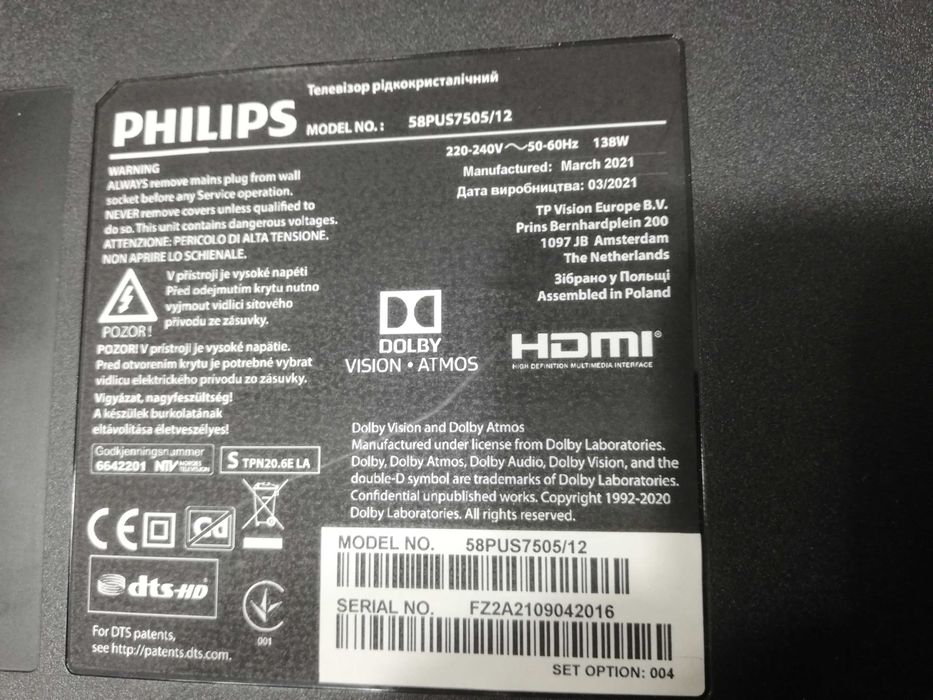 Телевізор рідкокристалічний
PHILIPS MODEL NO.: 58PUS7505/12
220-240V~50-60Hz 138W
Manufactured: March 2021
Дата виробництва: 03/2021
TP Vision Europe B.V.
Prins Bernhardplein 200
1097 JB Amsterdam
The Netherlands
Зібрано у Польщі
Assembled in Poland
WARNING
ALWAYS remove mains plug from wall
socket before any Service operation.
NEVER remove covers unless qualified to
do so. This unit contains dangerous voltages.
ATTENZIONE: PERICOLO DI ALTA TENSIONE.
NON APRIRE LO SCHIENALE.
V přístroji je vysoké napětí
Před odejmutím krytu nutno
vyjmout vidlici síťového
přívodu ze zásuvky.
POZOR!
POZOR! V prístroji je vysoké napätie.
Pred otvorením krytu je potrebné vybrat
vidlicu elektrického prívodu zo zásuvky.
Vigyázat, nagyfeszültség!
A készülek burkolatának
eltávolítása életveszélyes!
Godkjenningsnummer
6642201 NTV NORGES TELEVISION
S TPN20.6E LA
DOLBY
VISION • ATMOS
HDMI®
HIGH DEFINITION MULTIMEDIA INTERFACE
Dolby Vision and Dolby Atmos
Manufactured under license from Dolby Laboratories.
Dolby, Dolby Atmos, Dolby Audio, Dolby Vision, and the
double-D symbol are trademarks of Dolby Laboratories.
Confidential unpublished works. Copyright 1992-2020
Dolby Laboratories. All rights reserved.
CE
Pb
dts-HD
001
For DTS patents,
see http://patents.dts.com.
MODEL NO. 58PUS7505/12
SERIAL NO. FZ2A2109042016
SET OPTION: 004